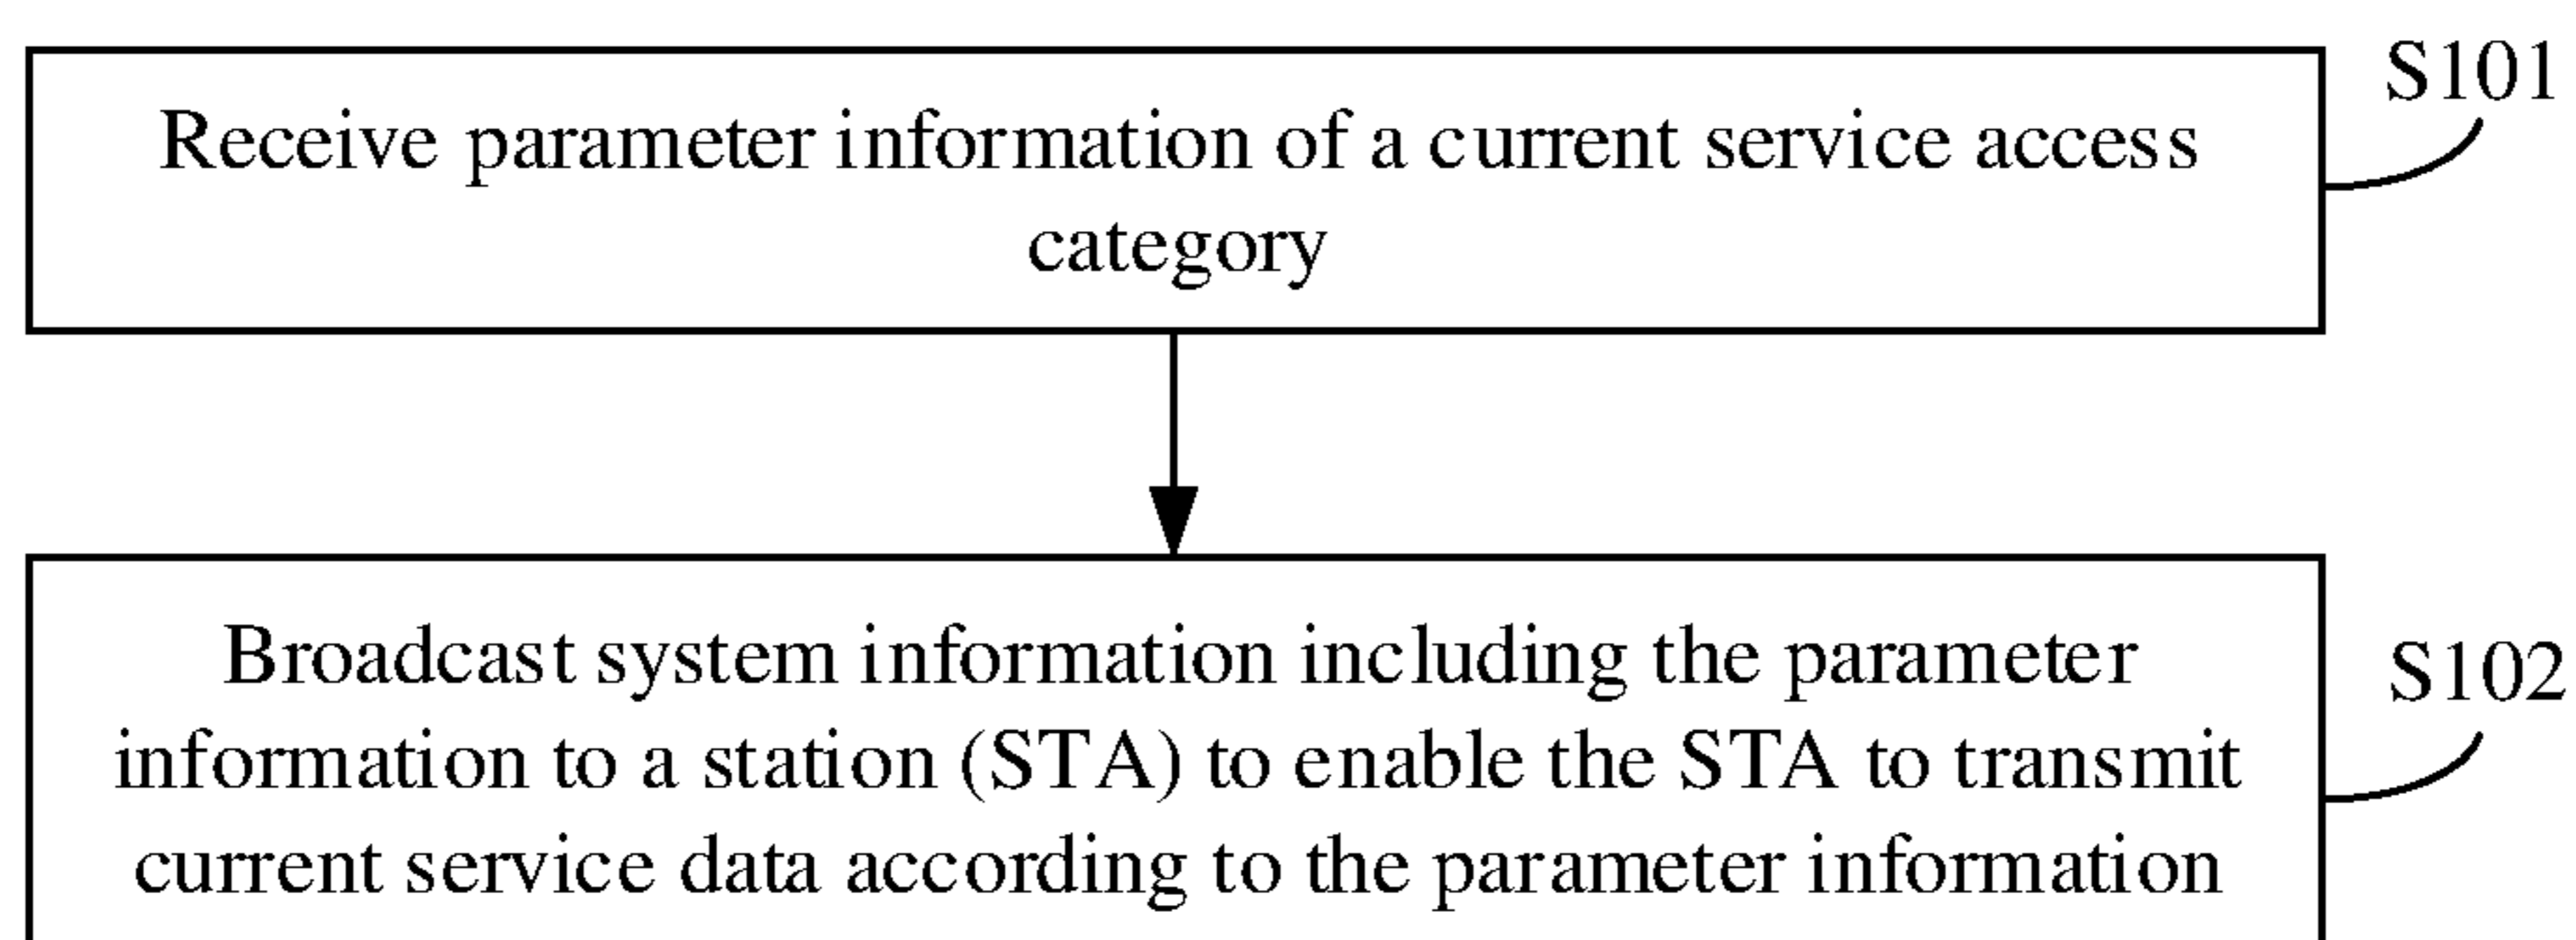 S101
Receive parameter information of a current service access
category
Broadcast system information including the parameter
information to a station (STA) to enable the STA to transmit
current service data according to the parameter information
S102